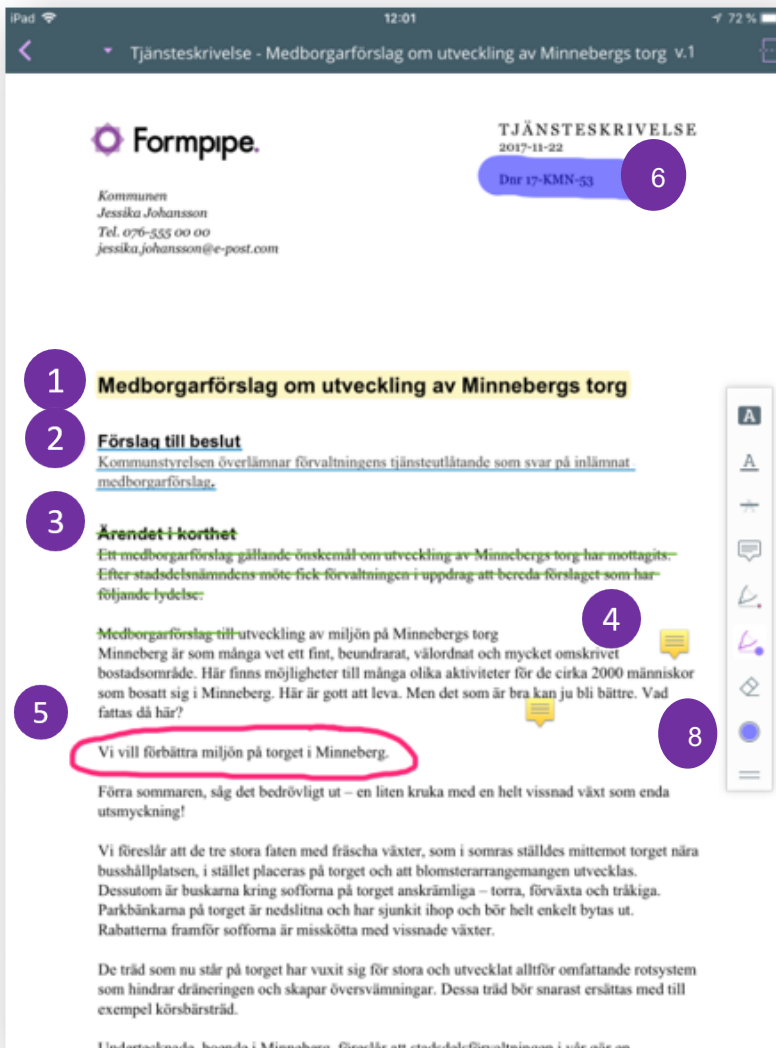 iPad 12:01 72 %
Tjänsteskrivelse - Medborgarförslag om utveckling av Minnebergs torg v.1
Formpipe.
TJÄNSTESKRIVELSE
2017-11-22
Dnr 17-KMN-53
6
Kommunen
Jessika Johansson
Tel. 076-555 00 00
jessika.johansson@e-post.com
1
Medborgarförslag om utveckling av Minnebergs torg
2
Förslag till beslut
Kommunstyrelsen överlämnar förvaltningens tjänsteutlåtande som svar på inlämnat
medborgarförslag.
3
Ärendet i korthet
Ett medborgarförslag gällande önskemål om utveckling av Minnebergs torg har mottagits.
Efter stadsdelsnämndens möte fick förvaltningen i uppdrag att bereda förslaget som har
följande lydelse:
4
Medborgarförslag till utveckling av miljön på Minnebergs torg
Minneberg är som många vet ett fint, beundrarat, välordnat och mycket omskrivet
bostadsområde. Här finns möjligheter till många olika aktiviteter för de cirka 2000 människor
som bosatt sig i Minneberg. Här är gott att leva. Men det som är bra kan ju bli bättre. Vad
fattas då här?
5
8
Vi vill förbättra miljön på torget i Minneberg.
Förra sommaren, såg det bedrövligt ut – en liten kruka med en helt vissnad växt som enda
utsmyckning!
Vi föreslår att de tre stora faten med fräscha växter, som i somras ställdes mittemot torget nära
busshållplatsen, i stället placeras på torget och att blomsterarrangemangen utvecklas.
Dessutom är buskarna kring sofforna på torget anskrämliga – torra, förväxta och tråkiga.
Parkbänkarna på torget är nedslitna och har sjunkit ihop och bör helt enkelt bytas ut.
Rabatterna framför sofforna är misskötta med vissnade växter.
De träd som nu står på torget har vuxit sig för stora och utvecklat alltför omfattande rotsystem
som hindrar dräneringen och skapar översvämningar. Dessa träd bör snarast ersättas med till
exempel körsbärsträd.
A
A
A